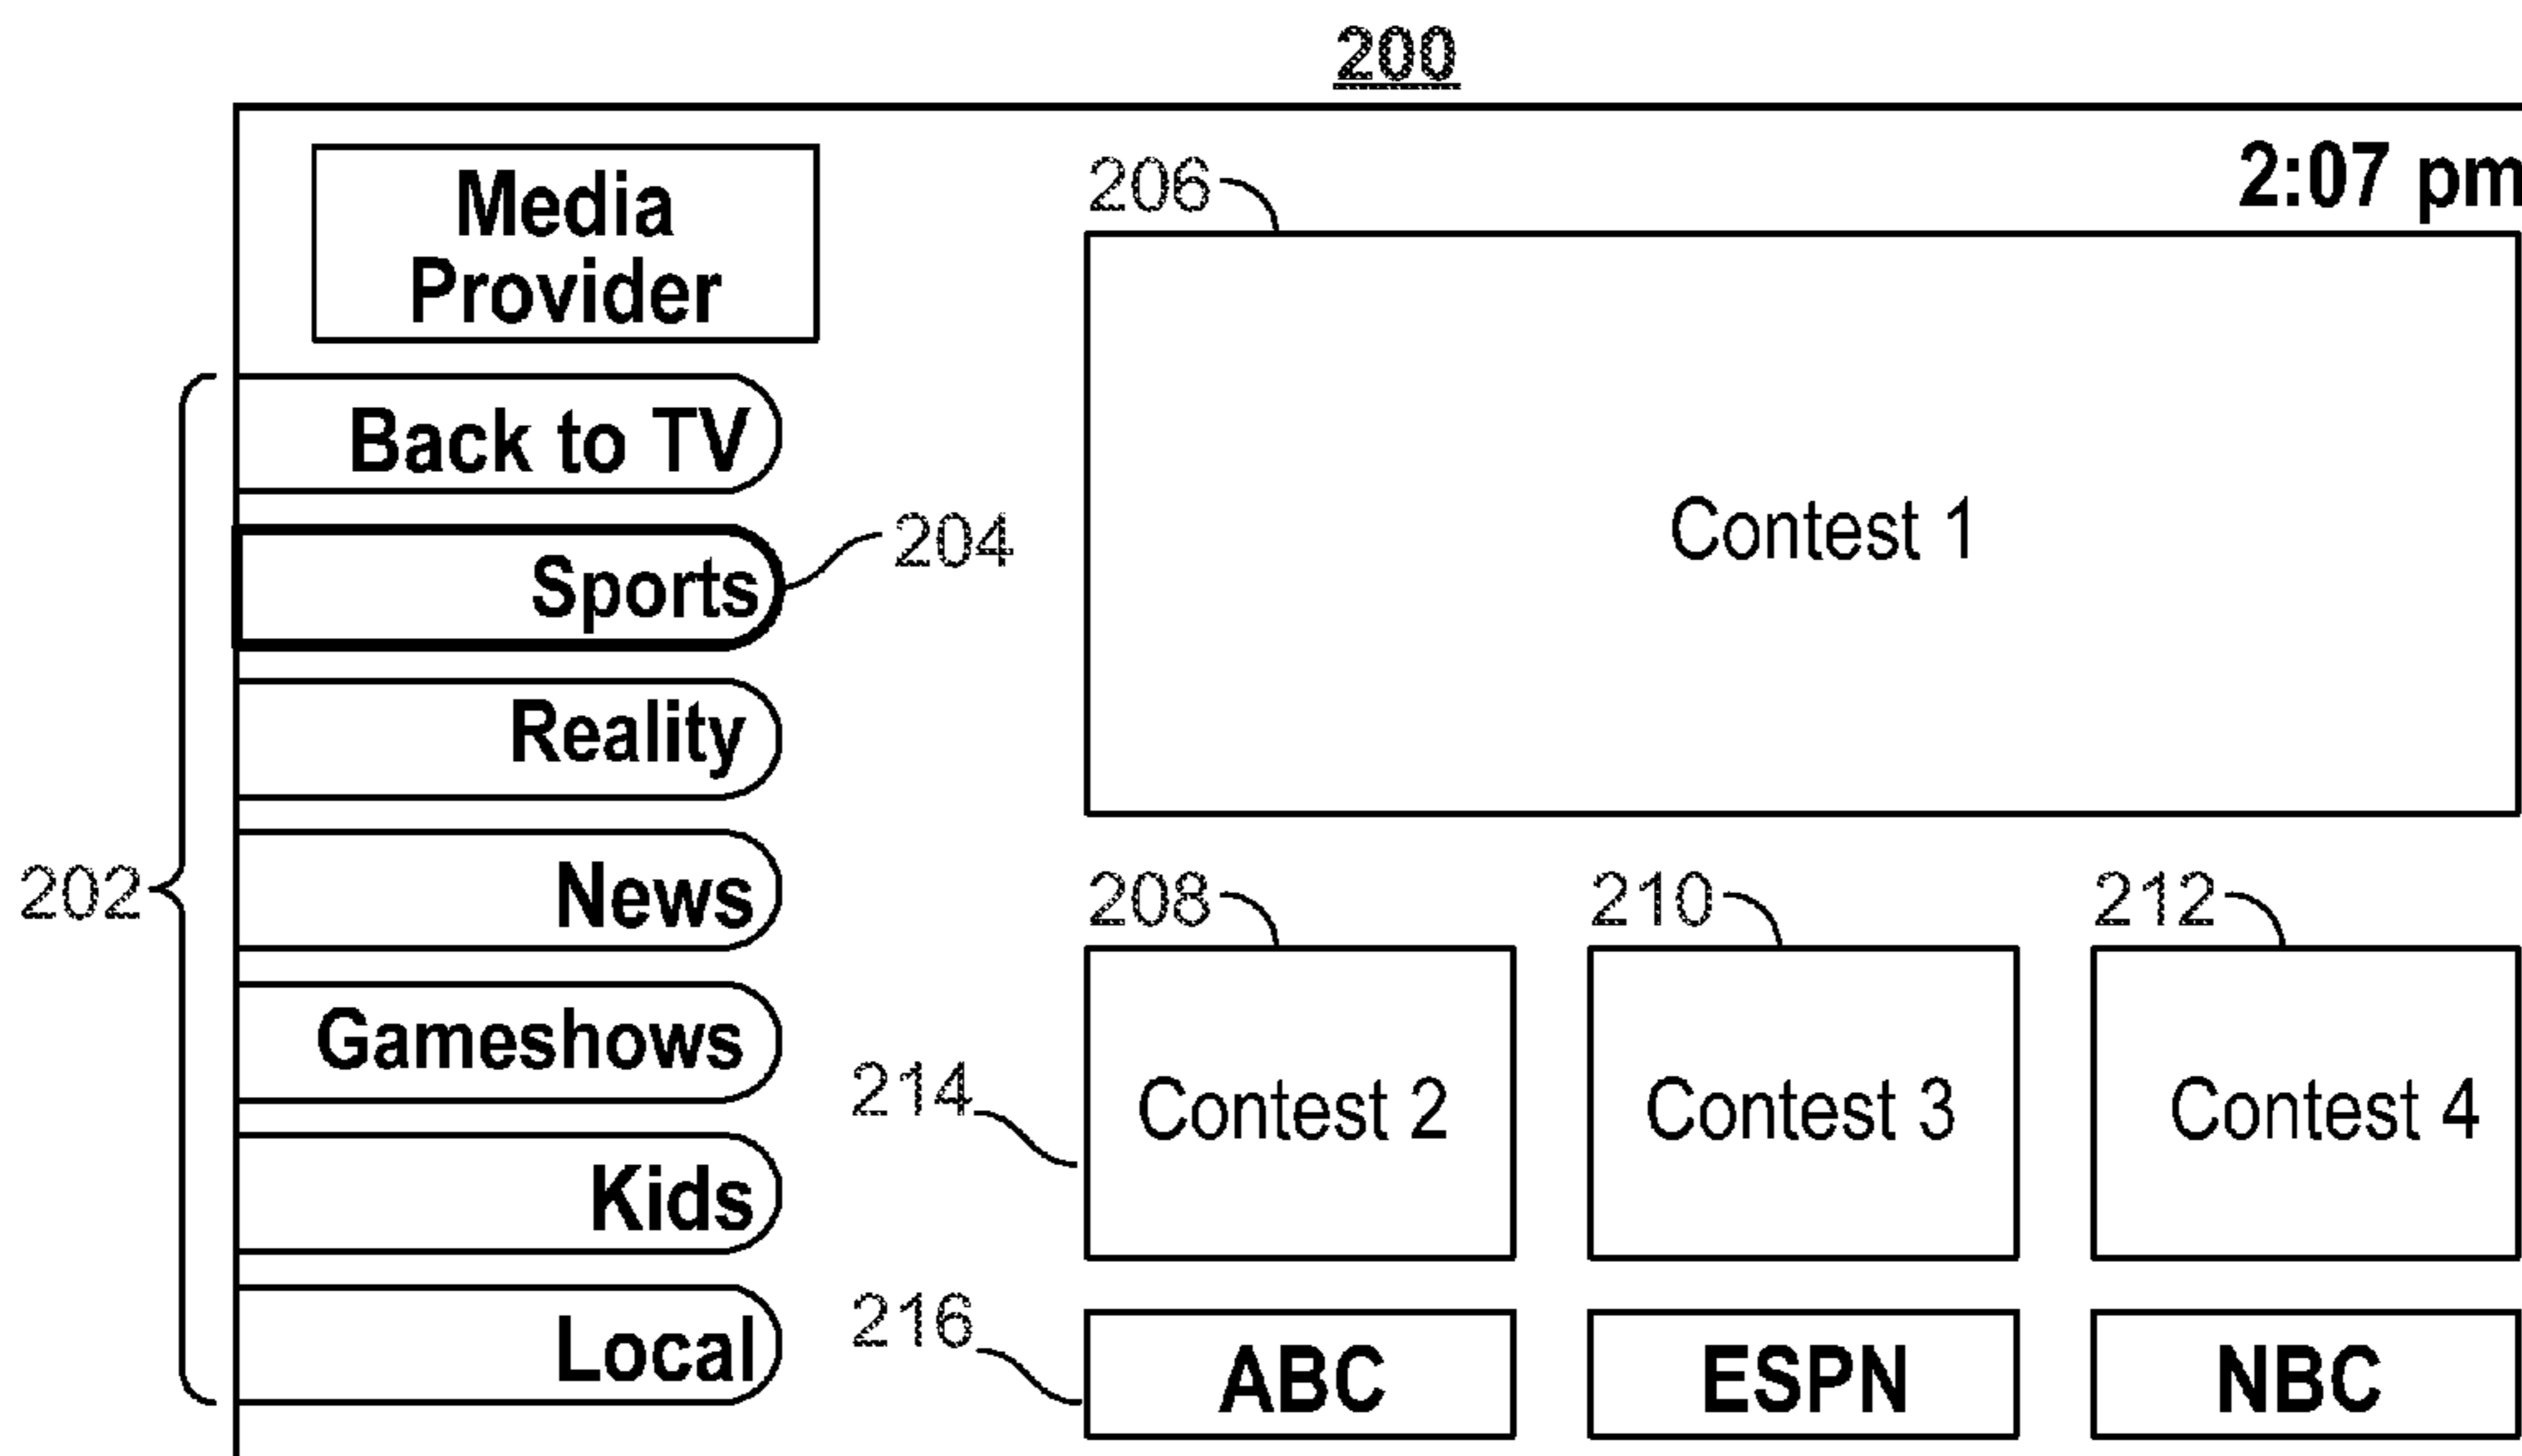 200
2:07 pm
Media
Provider
206
Contest 1
Back to TV
Sports
204
Reality
202
News
208
210
212
Gameshows
214
Contest 2
Contest 3
Contest 4
Kids
216
Local
ABC
ESPN
NBC